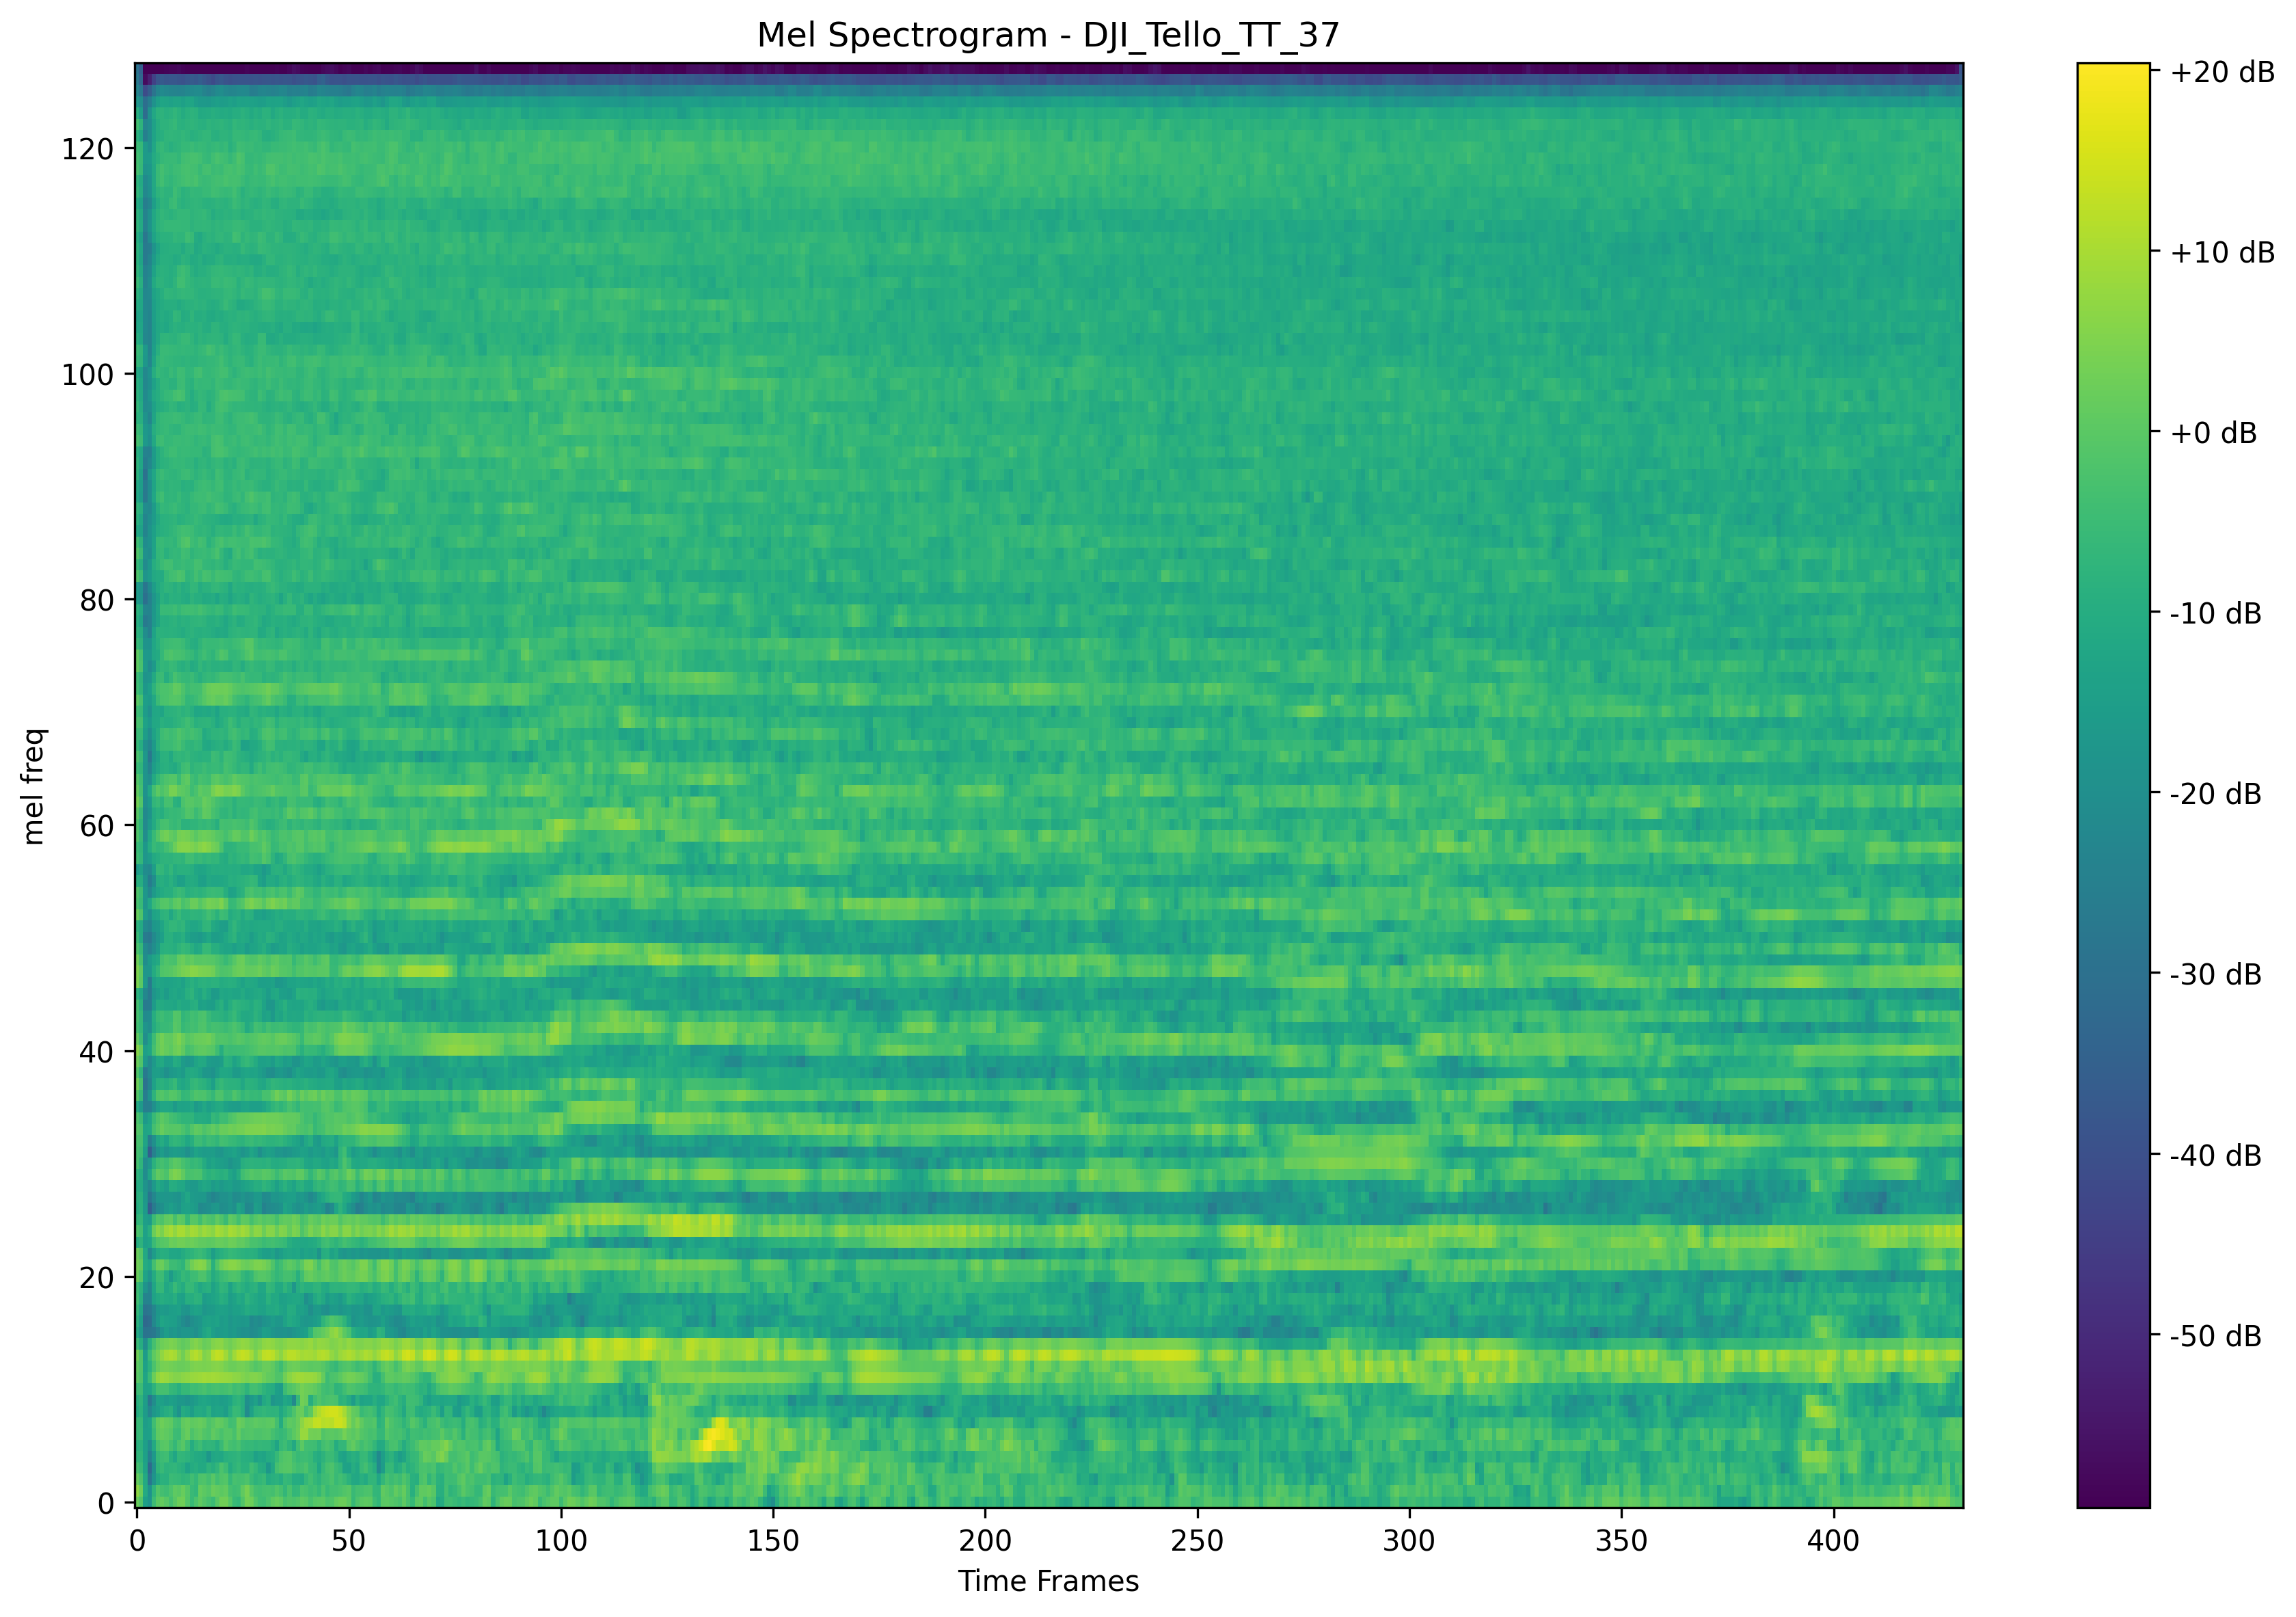 Mel Spectrogram - DJI_Tello_TT_37
mel freq
120
100
80
60
40
20
0
0 50 100 150 200 250 300 350 400
Time Frames
+20 dB
+10 dB
+0 dB
-10 dB
-20 dB
-30 dB
-40 dB
-50 dB